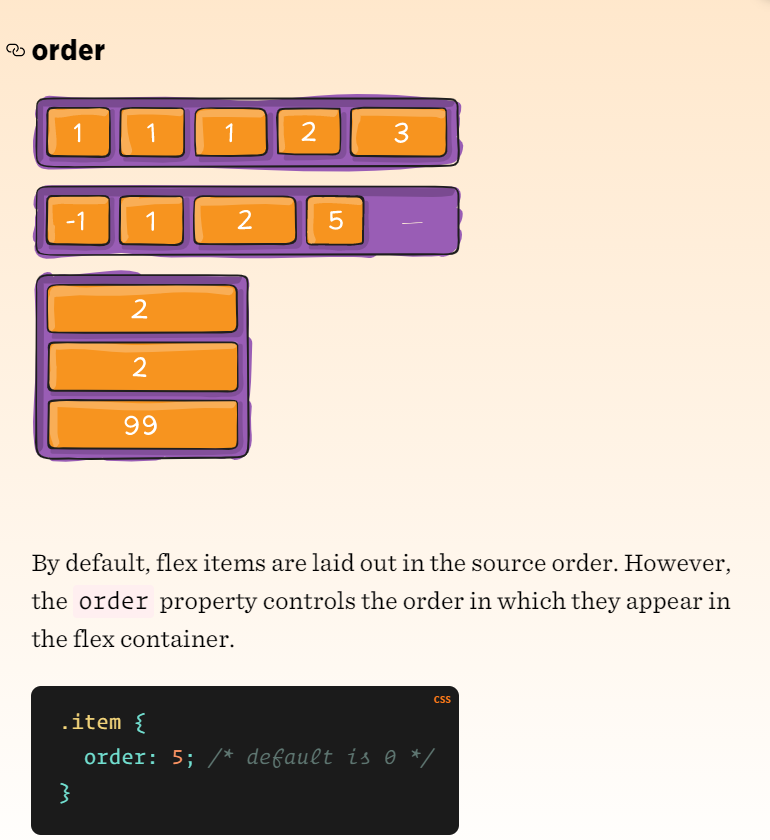 order
1 1 1 2 3
-1 1 2 5
2
2
99
By default, flex items are laid out in the source order. However,
the order property controls the order in which they appear in
the flex container.
CSS
.item {
order: 5; /* default is 0 */
}